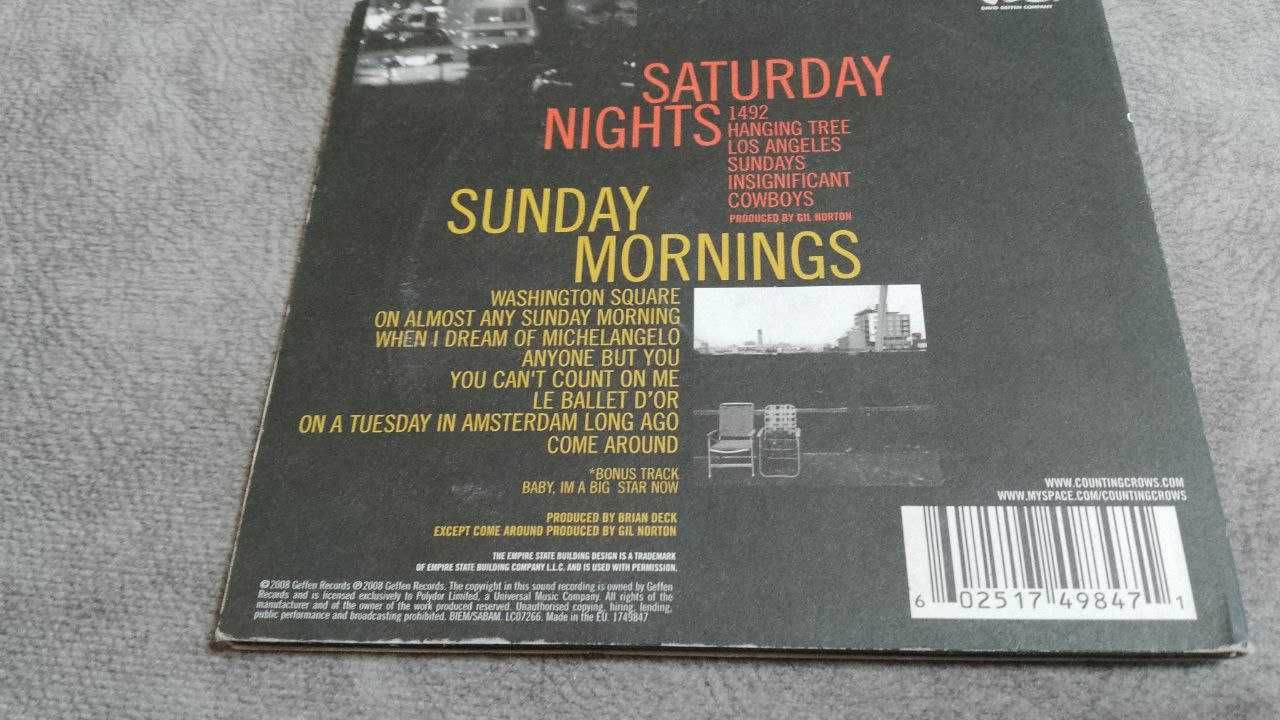 DAVID GEFFEN COMPANY
SATURDAY
NIGHTS
1492
HANGING TREE
LOS ANGELES
SUNDAYS
INSIGNIFICANT
COWBOYS
PRODUCED BY GIL NORTON
SUNDAY
MORNINGS
WASHINGTON SQUARE
ON ALMOST ANY SUNDAY MORNING
WHEN I DREAM OF MICHELANGELO
ANYONE BUT YOU
YOU CAN'T COUNT ON ME
LE BALLET D'OR
ON A TUESDAY IN AMSTERDAM LONG AGO
COME AROUND
*BONUS TRACK
BABY, IM A BIG STAR NOW
PRODUCED BY BRIAN DECK
EXCEPT COME AROUND PRODUCED BY GIL NORTON
THE EMPIRE STATE BUILDING DESIGN IS A TRADEMARK
OF EMPIRE STATE BUILDING COMPANY L.L.C. AND IS USED WITH PERMISSION.
©2008 Geffen Records ℗2008 Geffen Records. The copyright in this sound recording is owned by Geffen
Records and is licensed exclusively to Polydor Limited, a Universal Music Company. All rights of the
manufacturer and of the owner of the work produced reserved. Unauthorised copying, hiring, lending,
public performance and broadcasting prohibited. BIEM/SABAM. LC07266. Made in the EU. 1749847
WWW.COUNTINGCROWS.COM
WWW.MYSPACE.COM/COUNTINGCROWS
6 02517 49847 1